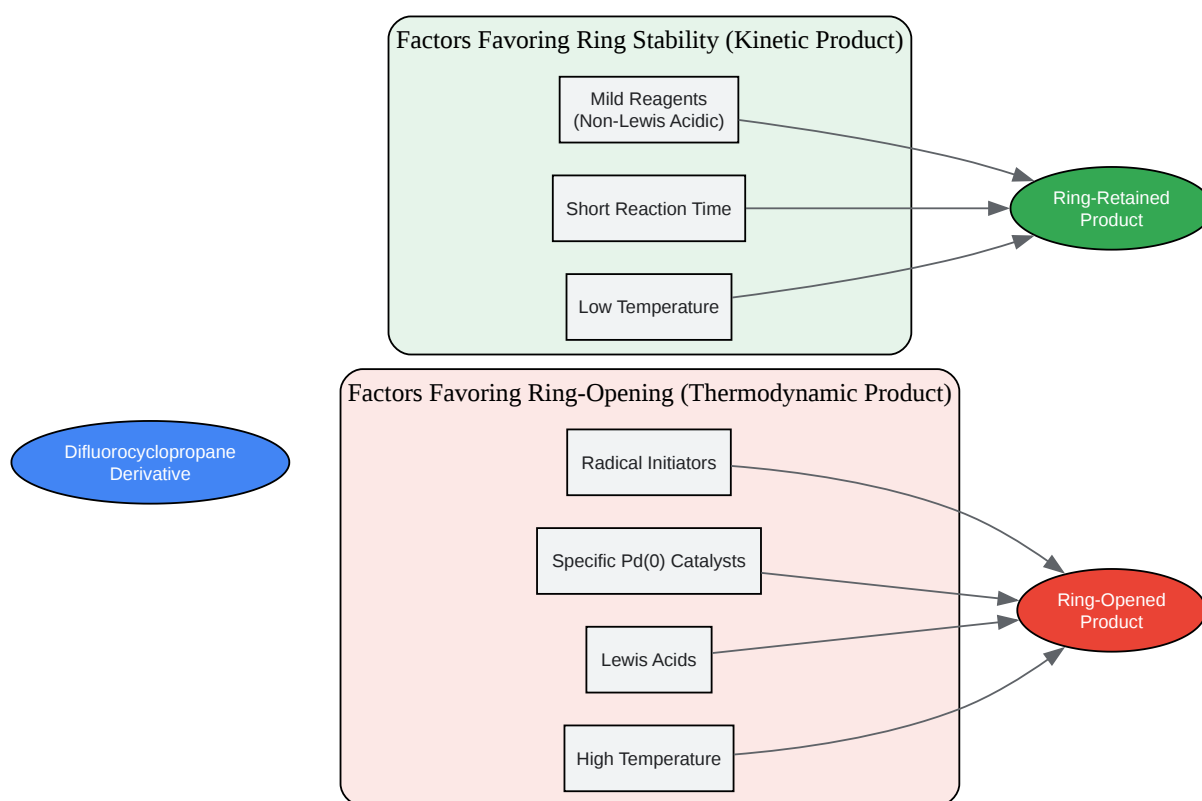 Factors Favoring Ring Stability (Kinetic Product)
Mild Reagents
(Non-Lewis Acidic)
Short Reaction Time
Low Temperature
Ring-Retained
Product
Factors Favoring Ring-Opening (Thermodynamic Product)
Difluorocyclopropane
Derivative
Radical Initiators
Specific Pd(0) Catalysts
Lewis Acids
High Temperature
Ring-Opened
Product